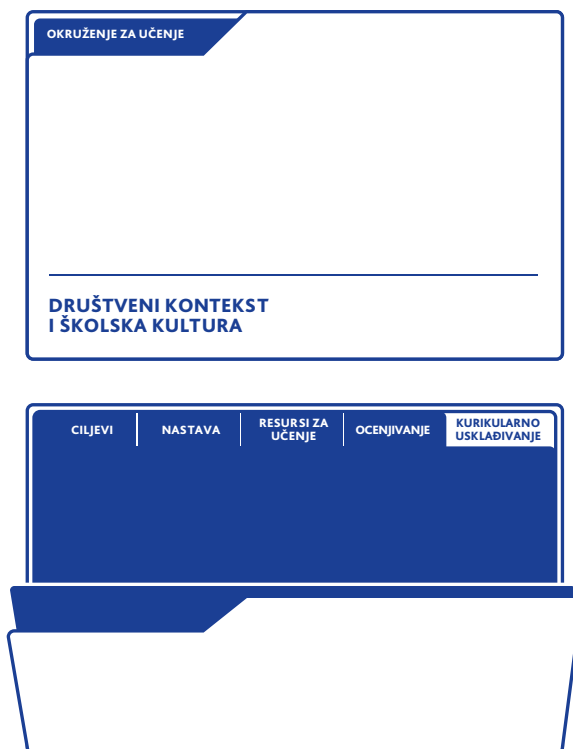 OKRUŽENJE ZA UČENJE
DRUŠTVENI KONTEKST
I ŠKOLSKA KULTURA
CILJEVI
NASTAVA
RESURSI ZA
UČENJE
OCENJIVANJE
KURIKULARNO
USKLAĐIVANJE